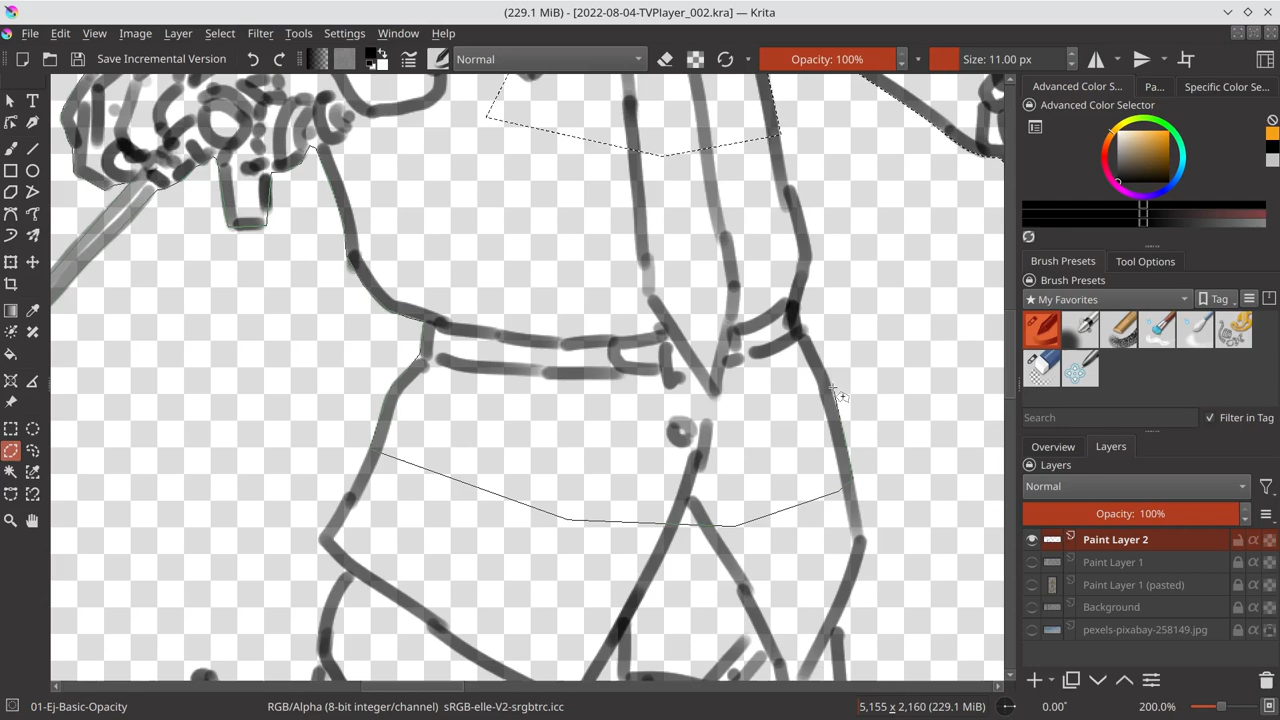 (229.1 MiB) - [2022-08-04-TVPlayer_002.kra] — Krita
File Edit View Image Layer Select Filter Tools Settings Window Help
Save Incremental Version Normal Opacity: 100% Size: 11.00 px
Advanced Color S... Pa... Specific Color Se...
Advanced Color Selector
Brush Presets Tool Options
Brush Presets
★ My Favorites Tag
Search Filter in Tag
Overview Layers
Layers
Normal
Opacity: 100%
Paint Layer 2
Paint Layer 1
Paint Layer 1 (pasted)
Background
pexels-pixabay-258149.jpg
01-Ej-Basic-Opacity RGB/Alpha (8-bit integer/channel) sRGB-elle-V2-srgbtrc.icc 5,155 x 2,160 (229.1 MiB) 0.00° 200.0%